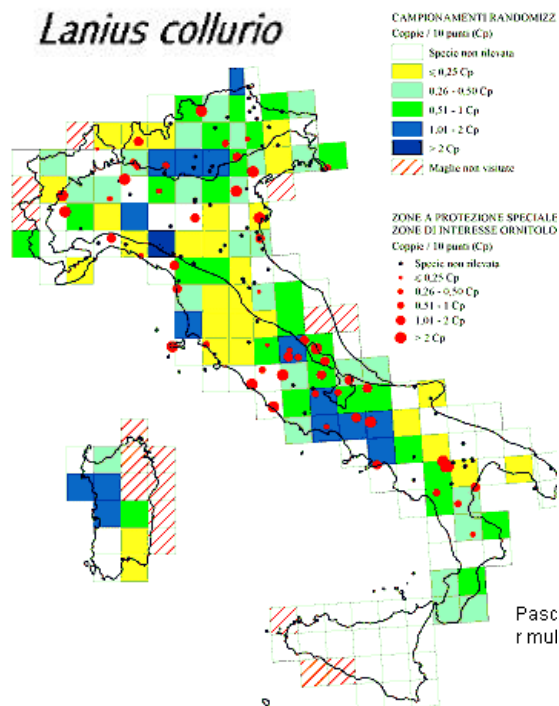 Lanius collurio
CAMPIONAMENTI RANDOMIZZ
Coppie / 10 punti (Cp)
Specie non rilevata
≤ 0,25 Cp
0,26 - 0,50 Cp
0,51 - 1 Cp
1,01 - 2 Cp
> 2 Cp
Maglie non visitate
ZONE A PROTEZIONE SPECIALE
ZONE DI INTERESSE ORNITOLO
Coppie / 10 punti (Cp)
Specie non rilevata
≤ 0,25 Cp
0,26 - 0,50 Cp
0,51 - 1 Cp
1,01 - 2 Cp
> 2 Cp
Pasc
r mul